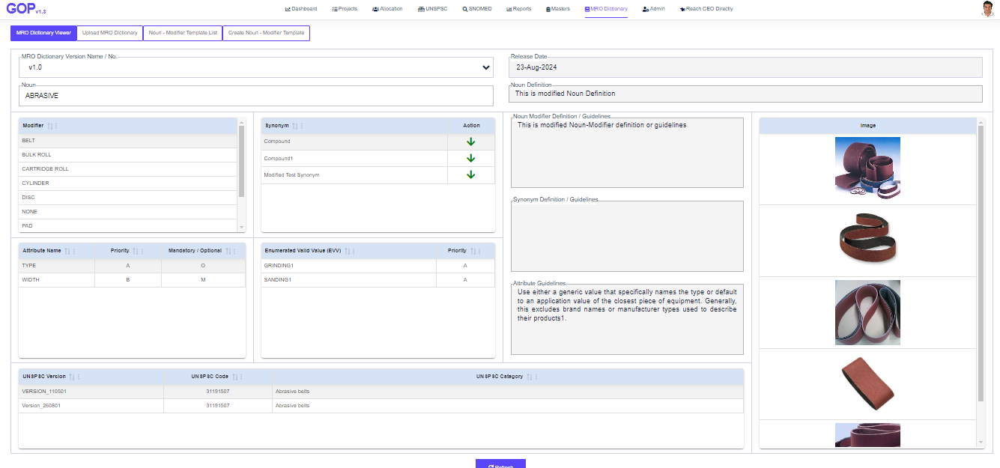 GOP v1.8
Dashboard Projects Allocation UNSPSC SNOMED Reports Masters MRO Dictionary Admin Reach CEO Directly
MRO Dictionary Viewer Upload MRO Dictionary Noun - Modifier Template List Create Noun - Modifier Template
MRO Dictionary Version Name / No.
v1.0
Release Date
23-Aug-2024
Noun
ABRASIVE
Noun Definition
This is modified Noun Definition
Modifier
BELT
BULK ROLL
CARTRIDGE ROLL
CYLINDER
DISC
NONE
PAD
Synonym Action
Compound
Compound1
Modified Test Synonym
Noun Modifier Definition / Guidelines
This is modified Noun-Modifier definition or guidelines
Synonym Definition / Guidelines
Image
Attribute Name Priority Mandatory / Optional
TYPE A O
WIDTH B M
Enumerated Valid Value (EVV) Priority
GRINDING1 A
SANDING1 A
Attribute Guidelines
Use either a generic value that specifically names the type or default
to an application value of the closest piece of equipment. Generally,
this excludes brand names or manufacturer types used to describe
their products1.
UNSPSC Version UNSPSC Code UNSPSC Category
VERSION_110501 31191507 Abrasive belts
Version_260801 31191507 Abrasive belts
Refresh